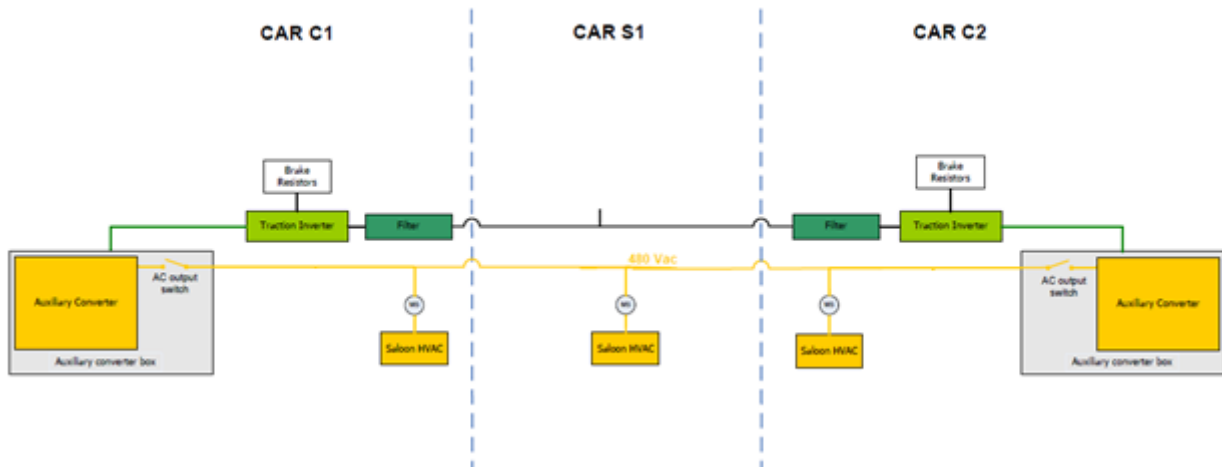 CAR C1
CAR S1
CAR C2
Brake
Resistors
Brake
Resistors
Traction Inverter
Filter
Filter
Traction Inverter
480 Vac
AC output
switch
AC output
switch
Auxiliary Converter
Auxiliary Converter
Saloon HVAC
Saloon HVAC
Saloon HVAC
Auxiliary converter box
Auxiliary converter box